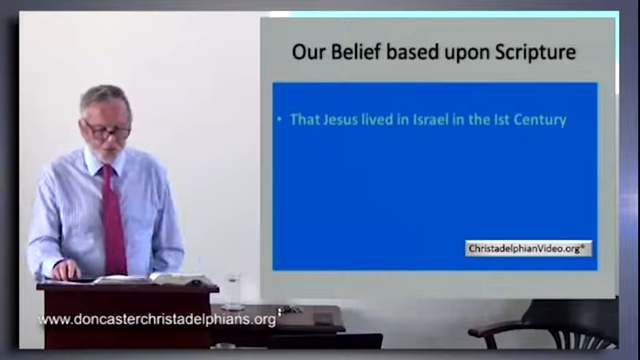 Our Belief based upon Scripture
• That Jesus lived in Israel in the Ist Century
ChristadelphianVideo.org®
www.doncasterchristadelphians.org